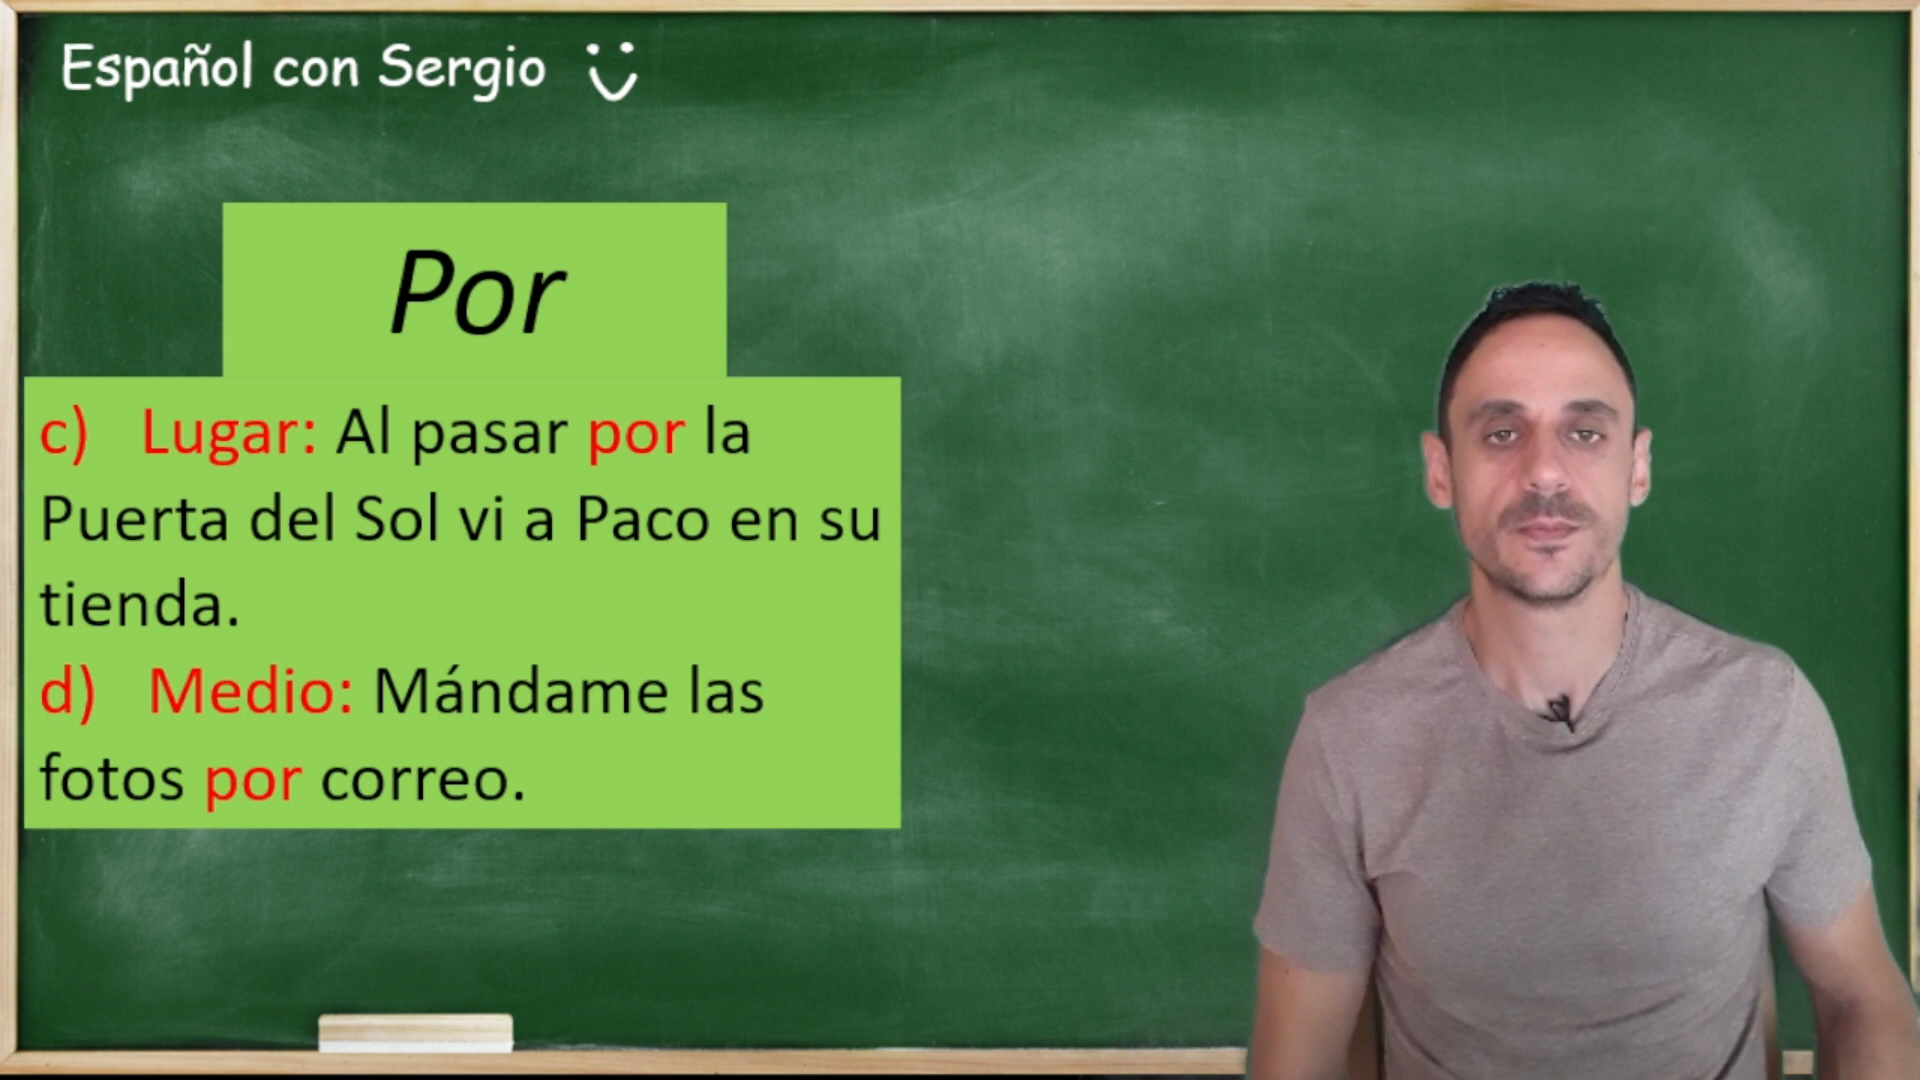 Español con Sergio
Por
c) Lugar: Al pasar por la
Puerta del Sol vi a Paco en su
tienda.
d) Medio: Mándame las
fotos por correo.